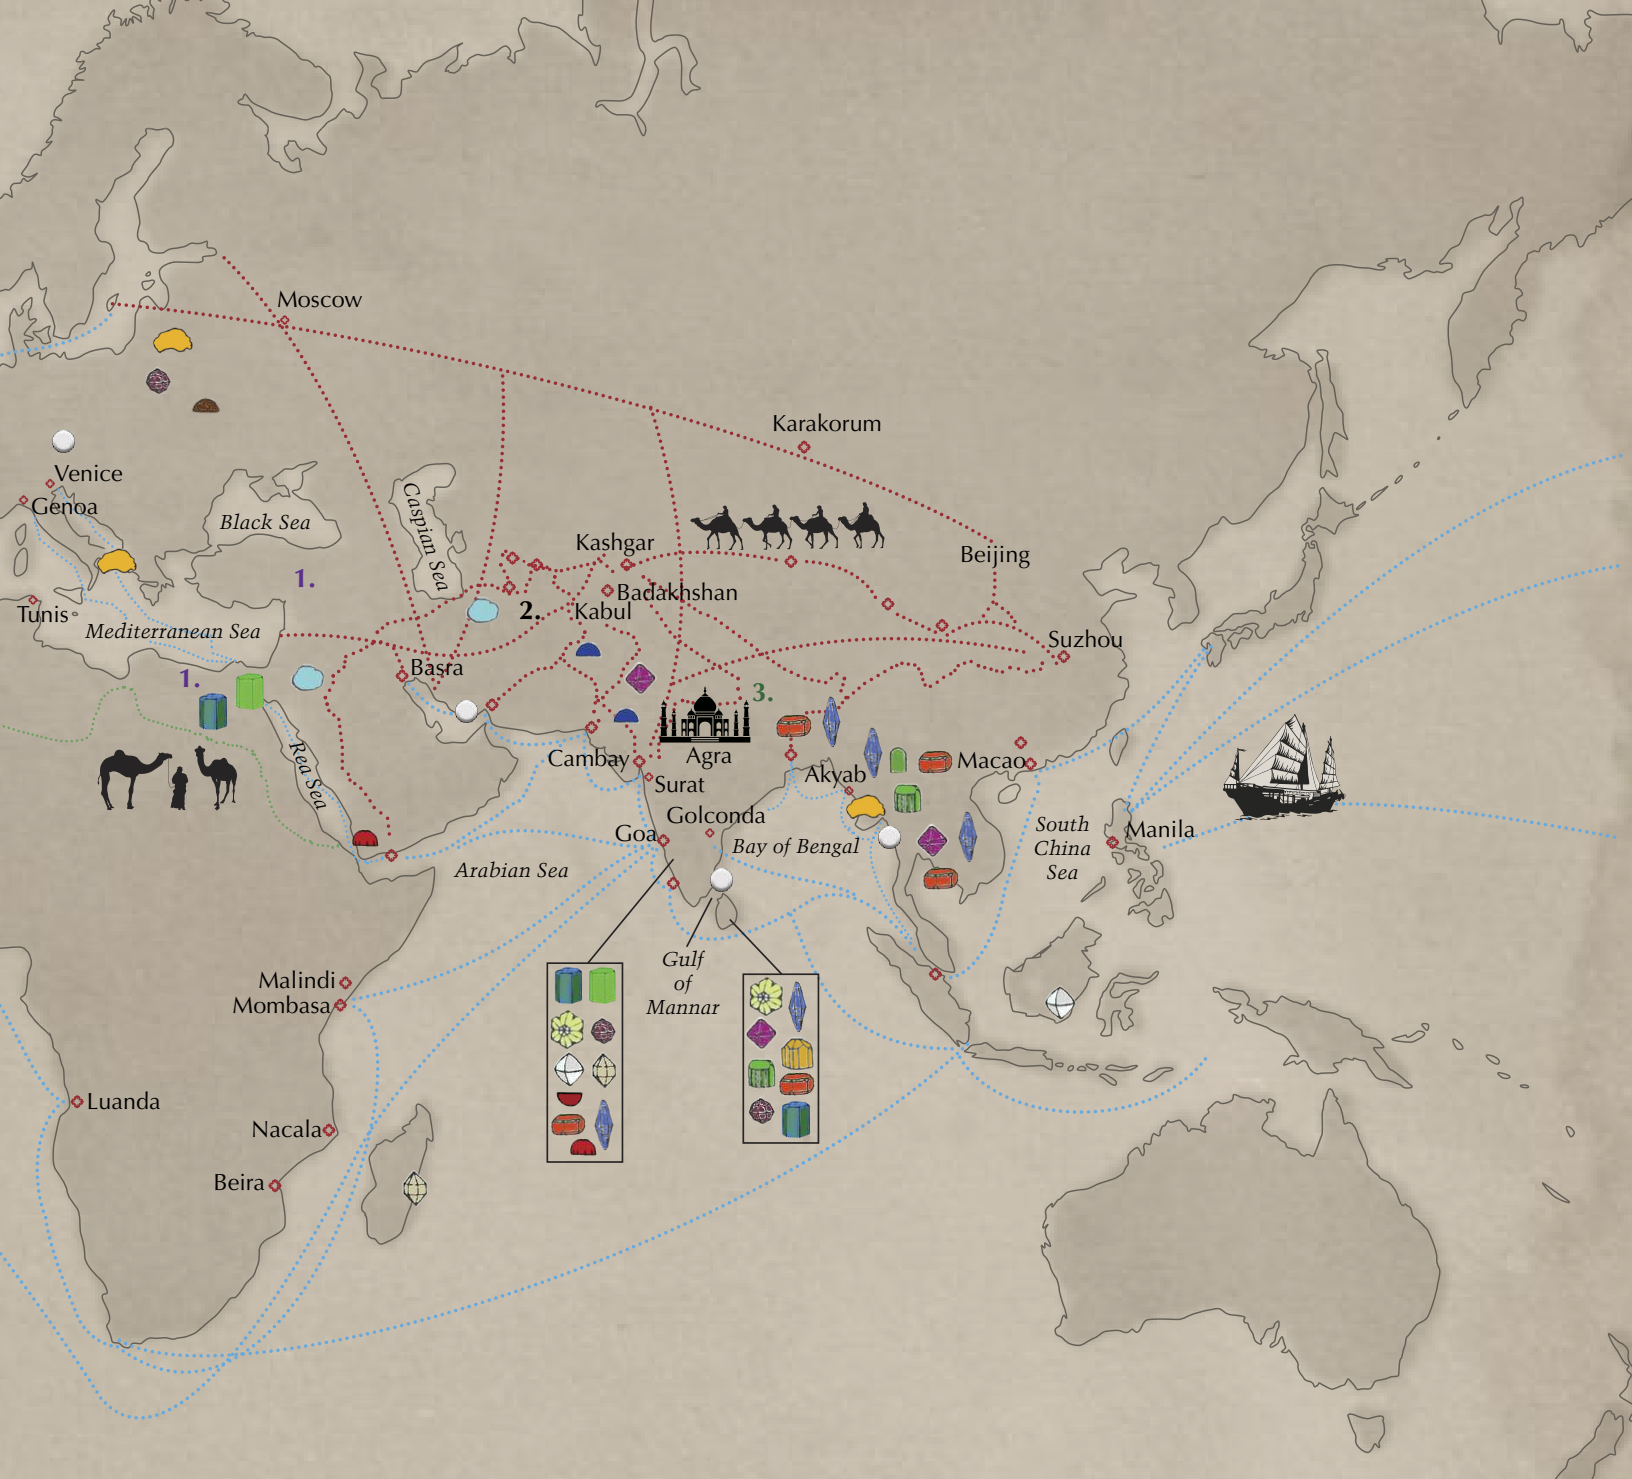 Moscow
Karakorum
Venice
Genoa
Black Sea
Caspian Sea
Kashgar
Beijing
1.
Badakhshan
2.
Kabul
Tunis
Mediterranean Sea
Suzhou
Basra
1.
3.
Rea Sea
Cambay
Agra
Surat
Akyab
Macao
Golconda
Goa
Bay of Bengal
South
China
Sea
Manila
Arabian Sea
Gulf
of
Mannar
Malindi
Mombasa
Luanda
Nacala
Beira